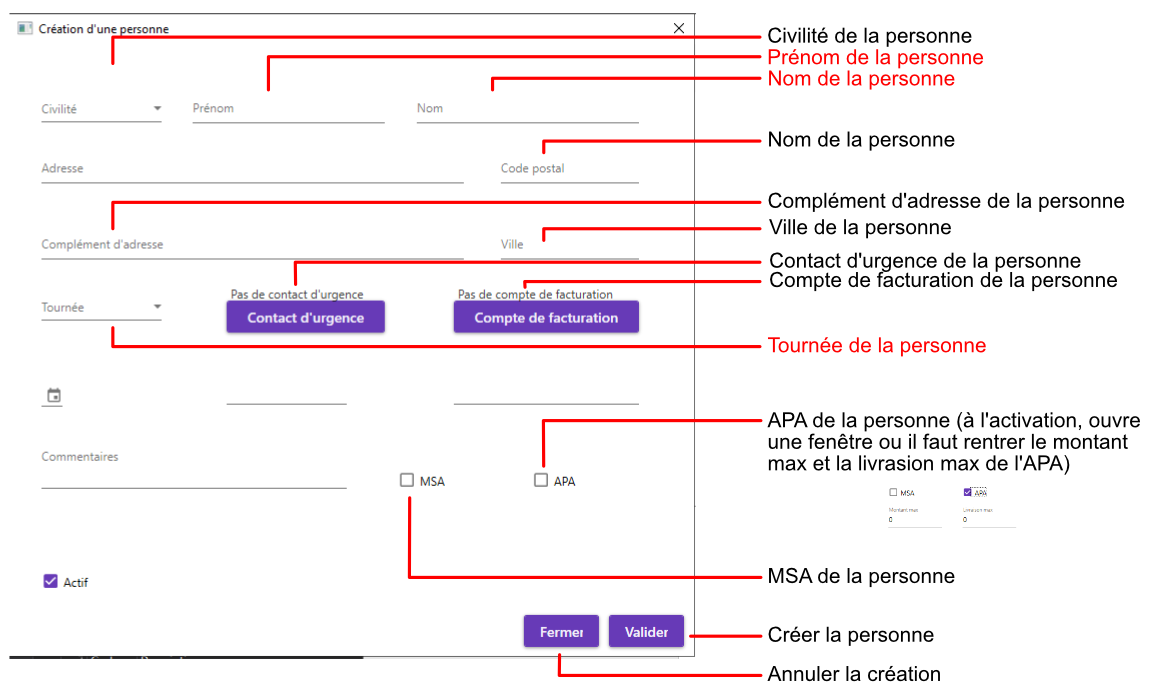 Création d'une personne
Civilité de la personne
Prénom de la personne
Nom de la personne
Civilité
Prénom
Nom
Nom de la personne
Adresse
Code postal
Complément d'adresse de la personne
Ville de la personne
Complément d'adresse
Ville
Contact d'urgence de la personne
Compte de facturation de la personne
Pas de contact d'urgence
Pas de compte de facturation
Tournée
Contact d'urgence
Compte de facturation
Tournée de la personne
APA de la personne (à l'activation, ouvre
une fenêtre ou il faut rentrer le montant
max et la livrasion max de l'APA)
Commentaires
MSA
APA
MSA
APA
Montant max
Livraison max
0
0
MSA de la personne
Actif
Fermer
Valider
Créer la personne
Annuler la création